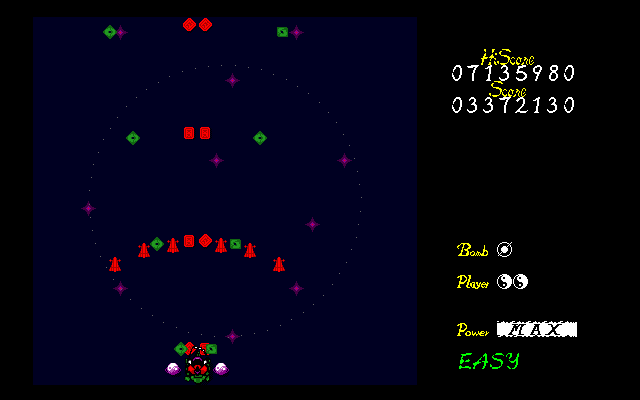 HiScore
07135980
Score
03372130
Bomb
Player
Power MAX
EASY